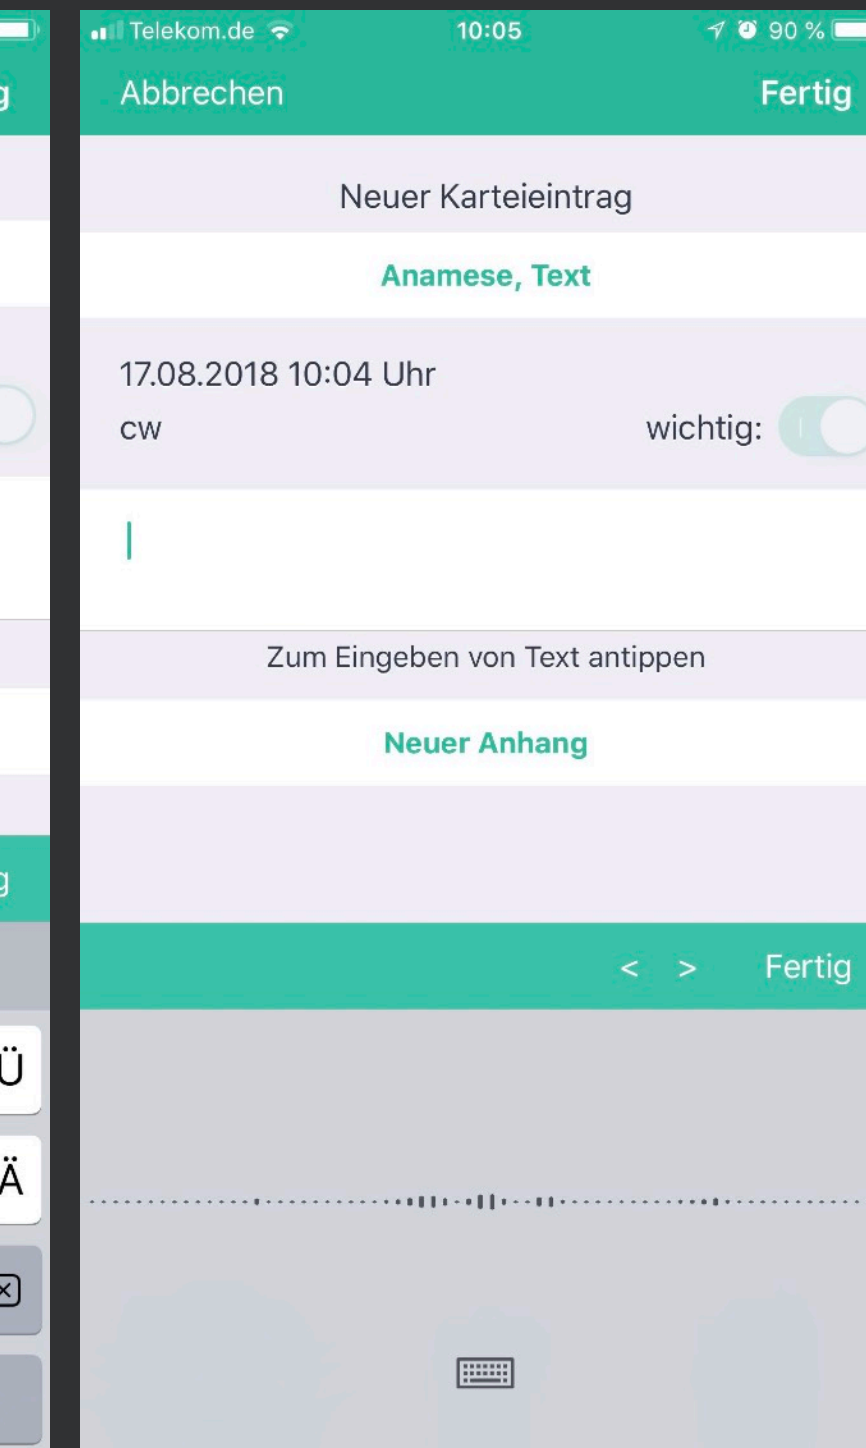 Telekom.de 10:05 90 %
Abbrechen Fertig
Neuer Karteieintrag
Anamese, Text
17.08.2018 10:04 Uhr
cw wichtig:
Zum Eingeben von Text antippen
Neuer Anhang
< > Fertig
g
g
Ü
Ä